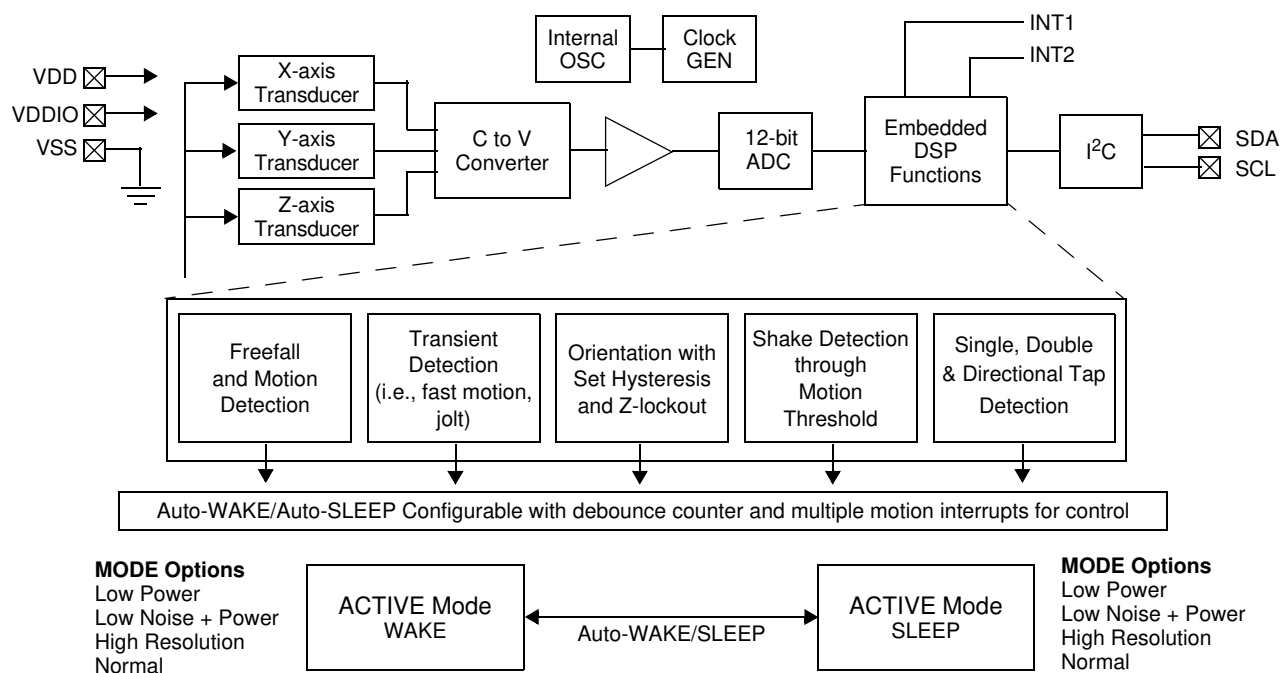 INT1
Internal
OSC
Clock
GEN
INT2
VDD
VDDIO
VSS
X-axis
Transducer
Y-axis
Transducer
Z-axis
Transducer
C to V
Converter
12-bit
ADC
Embedded
DSP
Functions
I²C
SDA
SCL
Freefall
and Motion
Detection
Transient
Detection
(i.e., fast motion,
jolt)
Orientation with
Set Hysteresis
and Z-lockout
Shake Detection
through
Motion
Threshold
Single, Double
& Directional Tap
Detection
Auto-WAKE/Auto-SLEEP Configurable with debounce counter and multiple motion interrupts for control
MODE Options
Low Power
Low Noise + Power
High Resolution
Normal
ACTIVE Mode
WAKE
Auto-WAKE/SLEEP
ACTIVE Mode
SLEEP
MODE Options
Low Power
Low Noise + Power
High Resolution
Normal